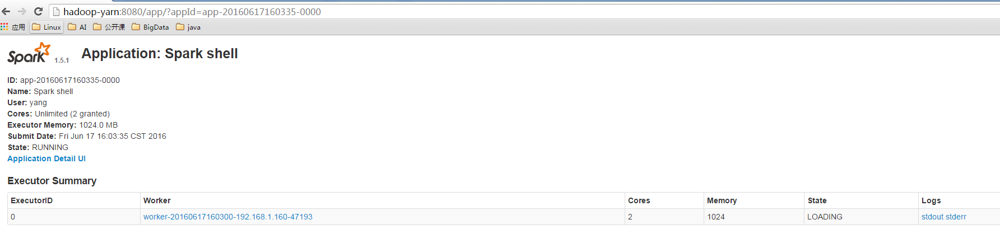 hadoop-yarn:8080/app/?appId=app-20160617160335-0000
应用 Linux AI 公开课 BigData java
Spark 1.5.1 Application: Spark shell
ID: app-20160617160335-0000
Name: Spark shell
User: yang
Cores: Unlimited (2 granted)
Executor Memory: 1024.0 MB
Submit Date: Fri Jun 17 16:03:35 CST 2016
State: RUNNING
Application Detail UI
Executor Summary
ExecutorID Worker Cores Memory State Logs
0 worker-20160617160300-192.168.1.160-47193 2 1024 LOADING stdout stderr